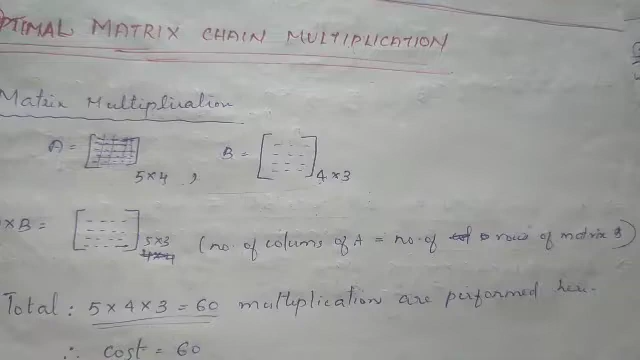 OPTIMAL MATRIX CHAIN MULTIPLICATION
Matrix Multiplication
A = [ ] 5×4 , B = [ ] 4×3
×B = [ ] 5×3 (no. of colums of A = no. of rows of matrix B)
Total : 5×4×3 = 60 multiplication are performed here.
∴ cost = 60